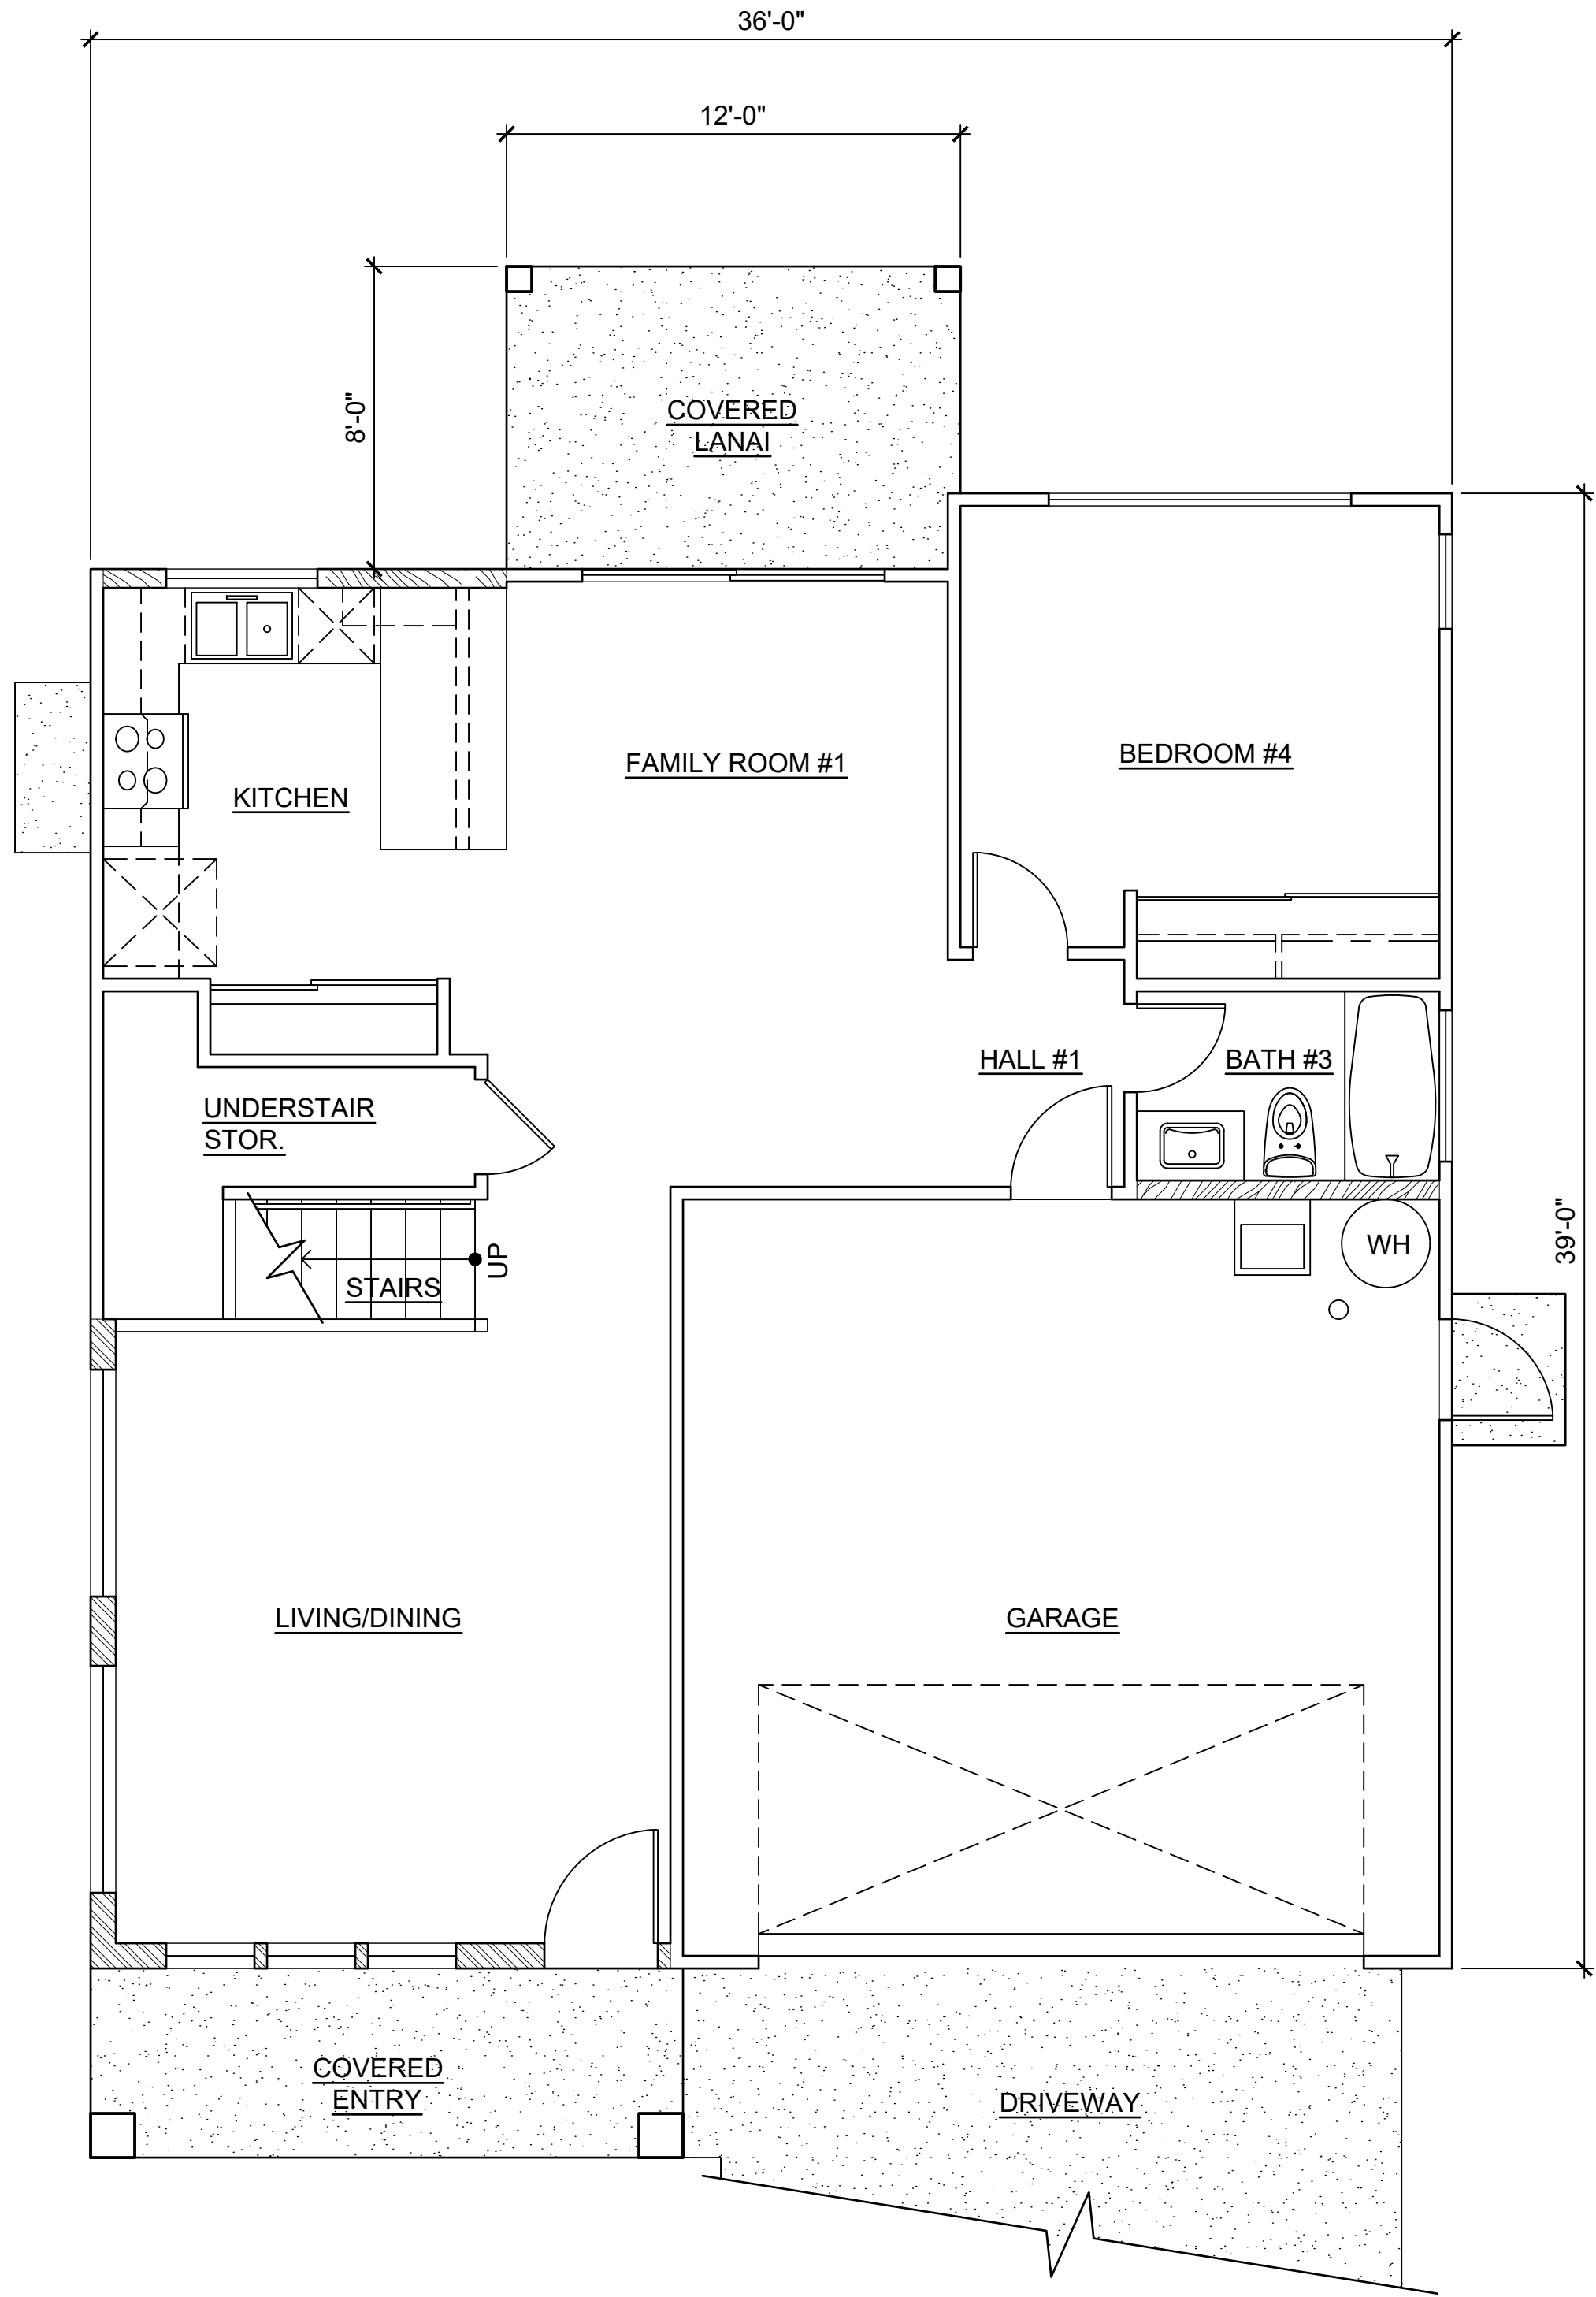 36'-0"
12'-0"
8'-0"
COVERED
LANAI
FAMILY ROOM #1
BEDROOM #4
KITCHEN
HALL #1
BATH #3
UNDERSTAIR
STOR.
39'-0"
WH
UP
STAIRS
LIVING/DINING
GARAGE
COVERED
ENTRY
DRIVEWAY